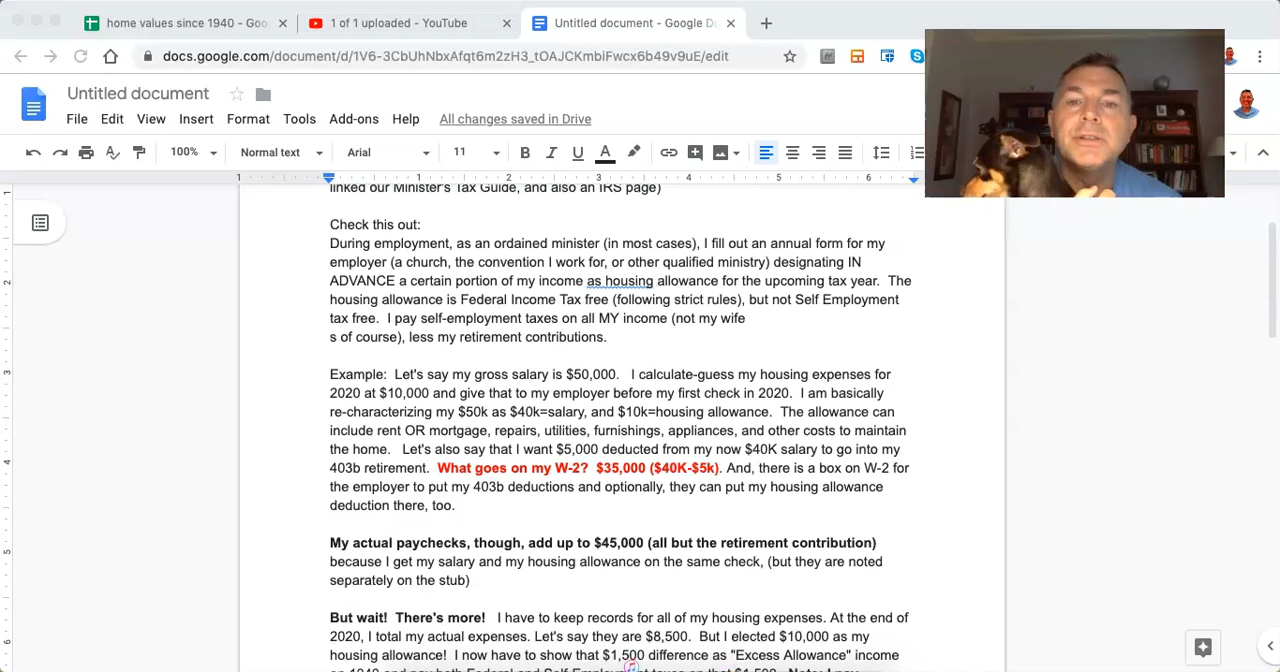 home values since 1940 - Goo
1 of 1 uploaded - YouTube
Untitled document - Google D
docs.google.com/document/d/1V6-3CbUhNbxAfqt6m2zH3_tOAJCKmbiFwcx6b49v9uE/edit
Untitled document
File Edit View Insert Format Tools Add-ons Help All changes saved in Drive
100% Normal text Arial 11 B I U A
1 1 2 3 4 5 6
linked our Minister's Tax Guide, and also an IRS page)
Check this out:
During employment, as an ordained minister (in most cases), I fill out an annual form for my
employer (a church, the convention I work for, or other qualified ministry) designating IN
ADVANCE a certain portion of my income as housing allowance for the upcoming tax year. The
housing allowance is Federal Income Tax free (following strict rules), but not Self Employment
tax free. I pay self-employment taxes on all MY income (not my wife
s of course), less my retirement contributions.
Example: Let's say my gross salary is $50,000. I calculate-guess my housing expenses for
2020 at $10,000 and give that to my employer before my first check in 2020. I am basically
re-characterizing my $50k as $40k=salary, and $10k=housing allowance. The allowance can
include rent OR mortgage, repairs, utilities, furnishings, appliances, and other costs to maintain
the home. Let's also say that I want $5,000 deducted from my now $40K salary to go into my
403b retirement. What goes on my W-2? $35,000 ($40K-$5k). And, there is a box on W-2 for
the employer to put my 403b deductions and optionally, they can put my housing allowance
deduction there, too.
My actual paychecks, though, add up to $45,000 (all but the retirement contribution)
because I get my salary and my housing allowance on the same check, (but they are noted
separately on the stub)
But wait! There's more! I have to keep records for all of my housing expenses. At the end of
2020, I total my actual expenses. Let's say they are $8,500. But I elected $10,000 as my
housing allowance! I now have to show that $1,500 difference as "Excess Allowance" income